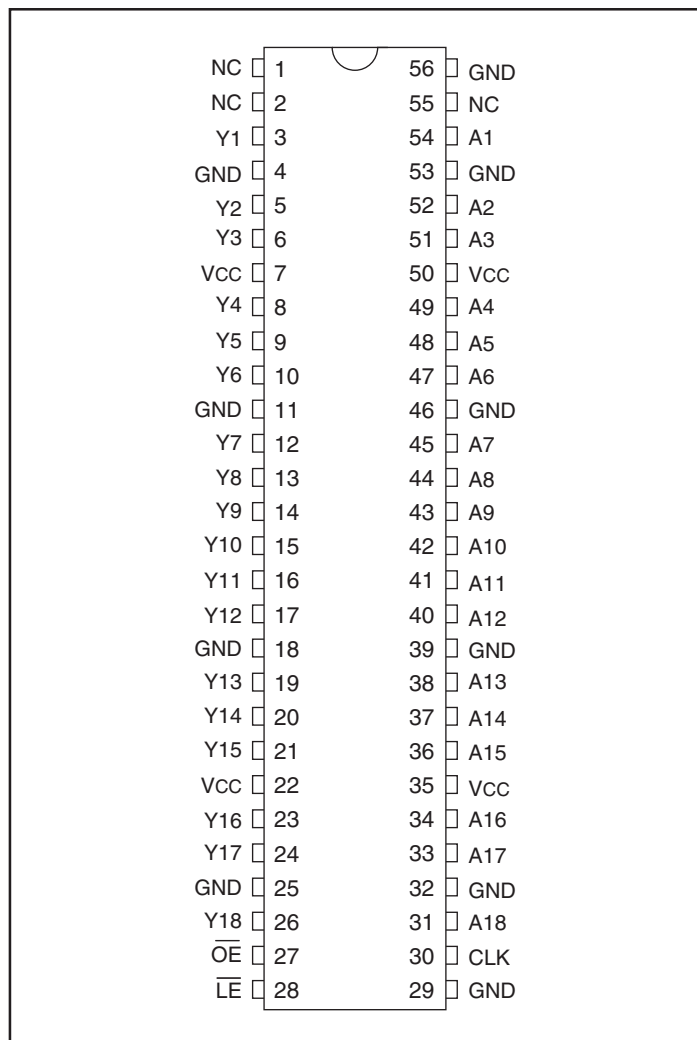 NC 1 56 GND
NC 2 55 NC
Y1 3 54 A1
GND 4 53 GND
Y2 5 52 A2
Y3 6 51 A3
VCC 7 50 VCC
Y4 8 49 A4
Y5 9 48 A5
Y6 10 47 A6
GND 11 46 GND
Y7 12 45 A7
Y8 13 44 A8
Y9 14 43 A9
Y10 15 42 A10
Y11 16 41 A11
Y12 17 40 A12
GND 18 39 GND
Y13 19 38 A13
Y14 20 37 A14
Y15 21 36 A15
VCC 22 35 VCC
Y16 23 34 A16
Y17 24 33 A17
GND 25 32 GND
Y18 26 31 A18
O̅E̅ 27 30 CLK
L̅E̅ 28 29 GND